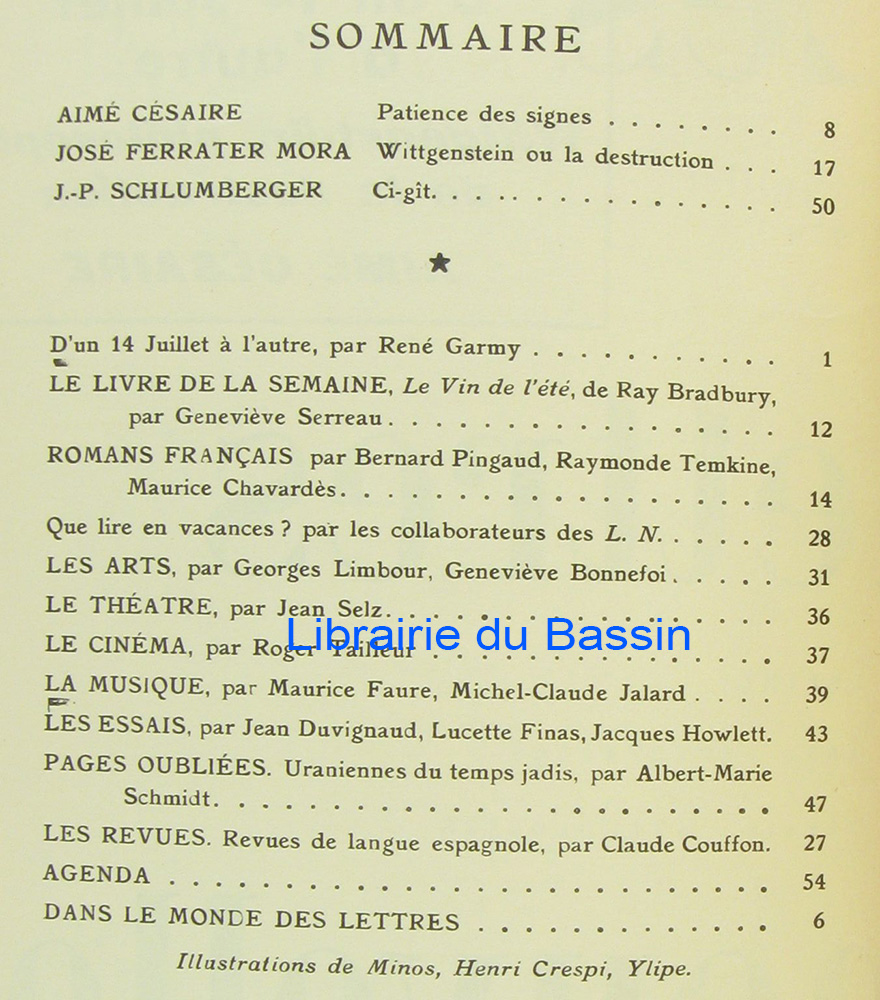 SOMMAIRE
AIMÉ CÉSAIRE Patience des signes . . . . . . . . 8
JOSÉ FERRATER MORA Wittgenstein ou la destruction . . . 17
J.-P. SCHLUMBERGER Ci-gît. . . . . . . . . . . . . . . 50
D'un 14 Juillet à l'autre, par René Garmy . . . . . . . . . . . 1
LE LIVRE DE LA SEMAINE, Le Vin de l'été, de Ray Bradbury,
par Geneviève Serreau . . . . . . . . . . . . . . . . . 12
ROMANS FRANÇAIS par Bernard Pingaud, Raymonde Temkine,
Maurice Chavardès. . . . . . . . . . . . . . . . . . . 14
Que lire en vacances ? par les collaborateurs des L. N. . . . . . 28
LES ARTS, par Georges Limbour, Geneviève Bonnefoi . . . . . 31
LE THÉATRE, par Jean Selz. . . . . . . . . . . . . . . . . 36
Librairie du Bassin
LE CINÉMA, par Roger Tailleur . . . . . . . . . . . . . . . 37
LA MUSIQUE, par Maurice Faure, Michel-Claude Jalard . . . . 39
LES ESSAIS, par Jean Duvignaud, Lucette Finas, Jacques Howlett. 43
PAGES OUBLIÉES. Uraniennes du temps jadis, par Albert-Marie
Schmidt. . . . . . . . . . . . . . . . . . . . . . . . 47
LES REVUES. Revues de langue espagnole, par Claude Couffon. 27
AGENDA . . . . . . . . . . . . . . . . . . . . . . . . . 54
DANS LE MONDE DES LETTRES . . . . . . . . . . . . 6
Illustrations de Minos, Henri Crespi, Ylipe.